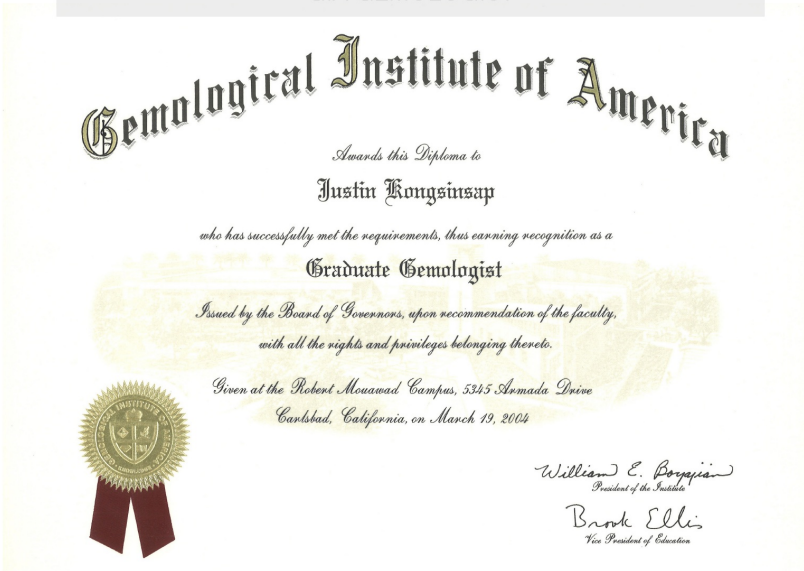 Gemological Institute of America
Awards this Diploma to
Justin Kongsinsap
who has successfully met the requirements, thus earning recognition as a
Graduate Gemologist
Issued by the Board of Governors, upon recommendation of the faculty,
with all the rights and privileges belonging thereto.
Given at the Robert Mouawad Campus, 5345 Armada Drive
Carlsbad, California, on March 19, 2004
William E. Boyajian
President of the Institute
Brook Ellis
Vice President of Education